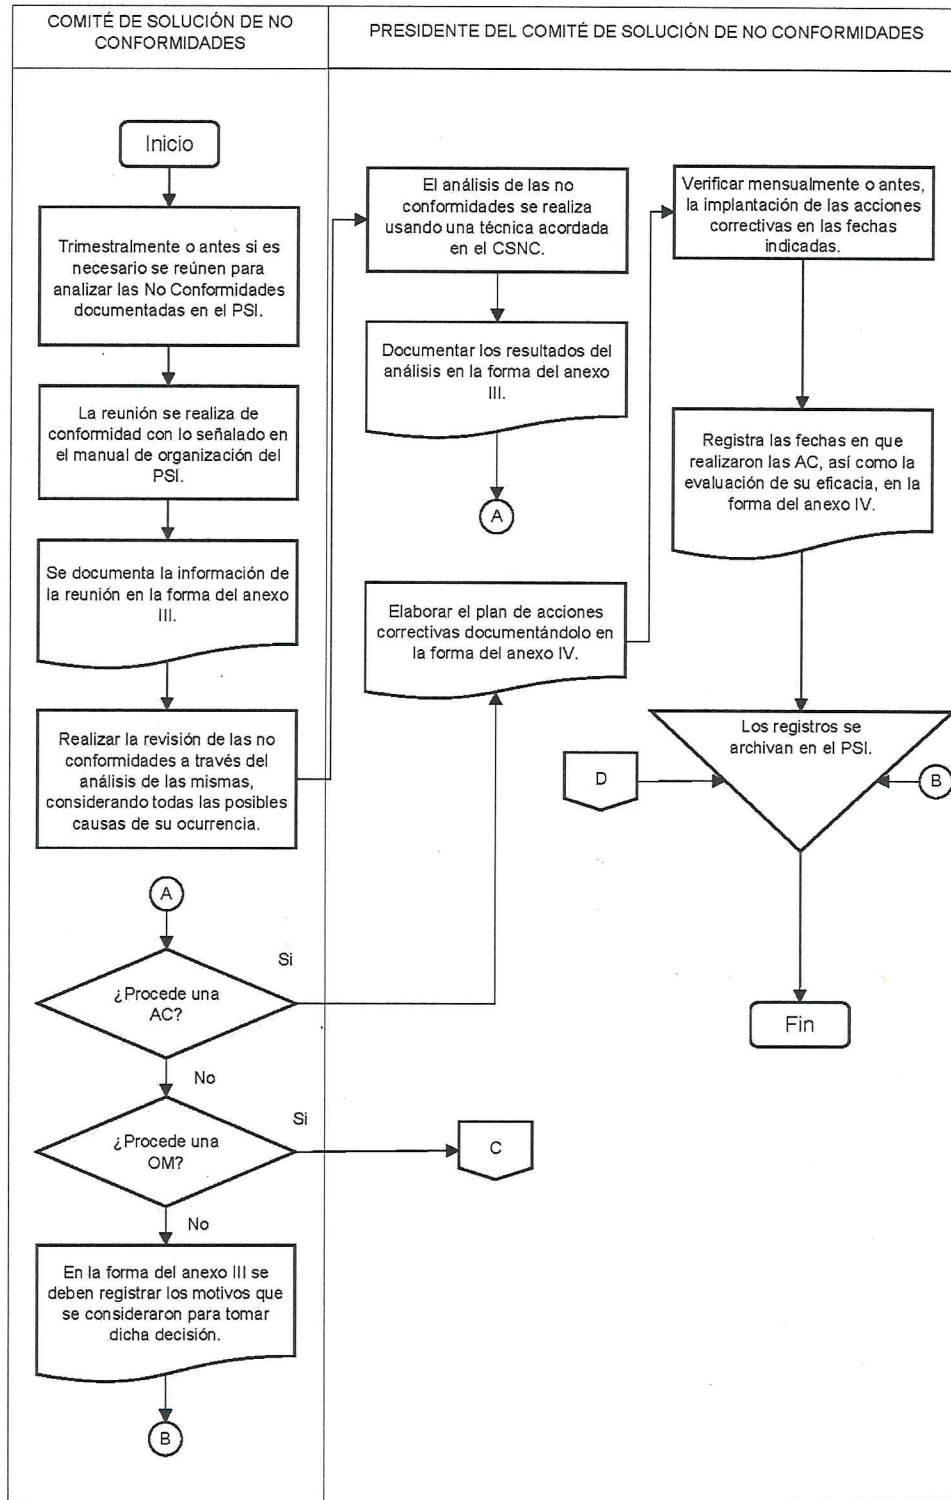 COMITÉ DE SOLUCIÓN DE NO
CONFORMIDADES
PRESIDENTE DEL COMITÉ DE SOLUCIÓN DE NO CONFORMIDADES
Inicio
Trimestralmente o antes si es
necesario se reúnen para
analizar las No Conformidades
documentadas en el PSI.
La reunión se realiza de
conformidad con lo señalado en
el manual de organización del
PSI.
Se documenta la información de
la reunión en la forma del anexo
III.
Realizar la revisión de las no
conformidades a través del
análisis de las mismas,
considerando todas las posibles
causas de su ocurrencia.
A
¿Procede una
AC?
Si
No
¿Procede una
OM?
Si
No
En la forma del anexo III se
deben registrar los motivos que
se consideraron para tomar
dicha decisión.
B
El análisis de las no
conformidades se realiza
usando una técnica acordada
en el CSNC.
Documentar los resultados del
análisis en la forma del anexo
III.
A
Elaborar el plan de acciones
correctivas documentándolo en
la forma del anexo IV.
C
Verificar mensualmente o antes,
la implantación de las acciones
correctivas en las fechas
indicadas.
Registra las fechas en que
realizaron las AC, así como la
evaluación de su eficacia, en la
forma del anexo IV.
Los registros se
archivan en el PSI.
D
B
Fin